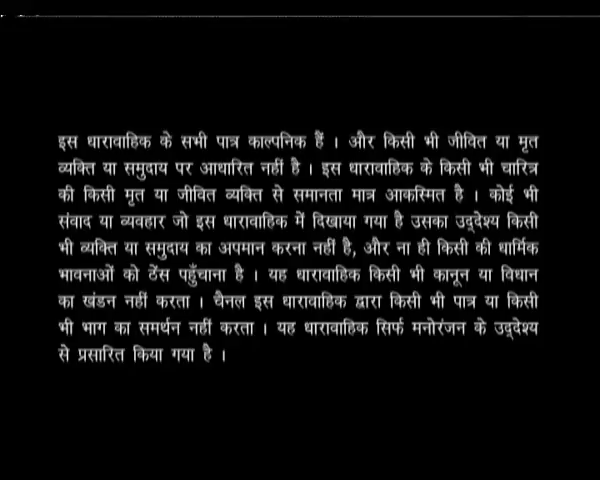 इस धारावाहिक के सभी पात्र काल्पनिक हैं । और किसी भी जीवित या मृत
व्यक्ति या समुदाय पर आधारित नहीं है । इस धारावाहिक के किसी भी चारित्र
की किसी मृत या जीवित व्यक्ति से समानता मात्र आकस्मित है । कोई भी
संवाद या व्यवहार जो इस धारावाहिक में दिखाया गया है उसका उद्देश्य किसी
भी व्यक्ति या समुदाय का अपमान करना नहीं है, और ना ही किसी की धार्मिक
भावनाओं को ठेंस पहुँचाना है । यह धारावाहिक किसी भी कानून या विधान
का खंडन नहीं करता । चैनल इस धारावाहिक द्वारा किसी भी पात्र या किसी
भी भाग का समर्थन नहीं करता । यह धारावाहिक सिर्फ मनोरंजन के उद्देश्य
से प्रसारित किया गया है ।